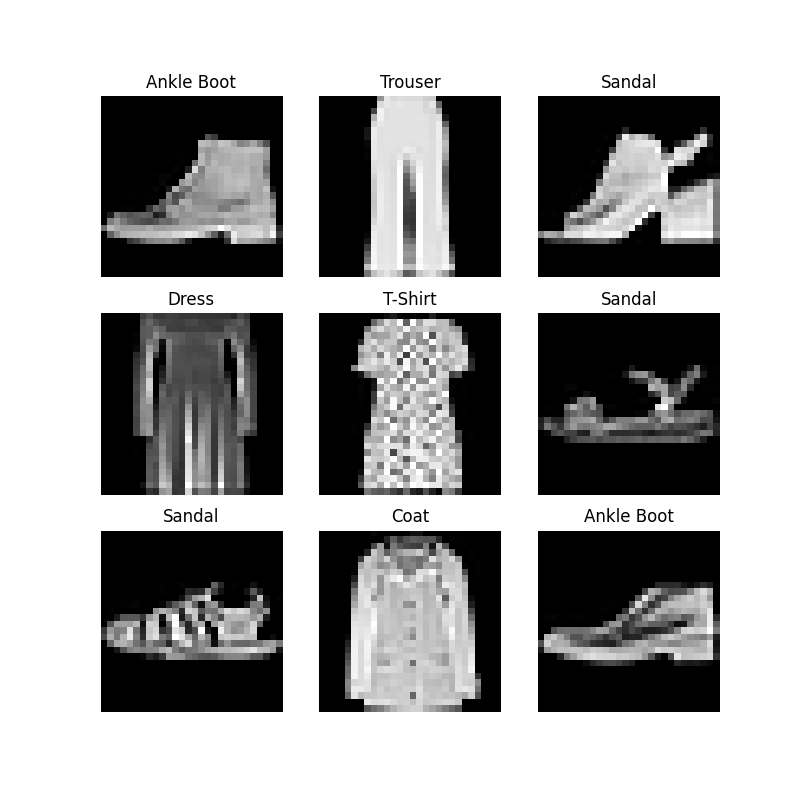 Ankle Boot
Trouser
Sandal
Dress
T-Shirt
Sandal
Sandal
Coat
Ankle Boot